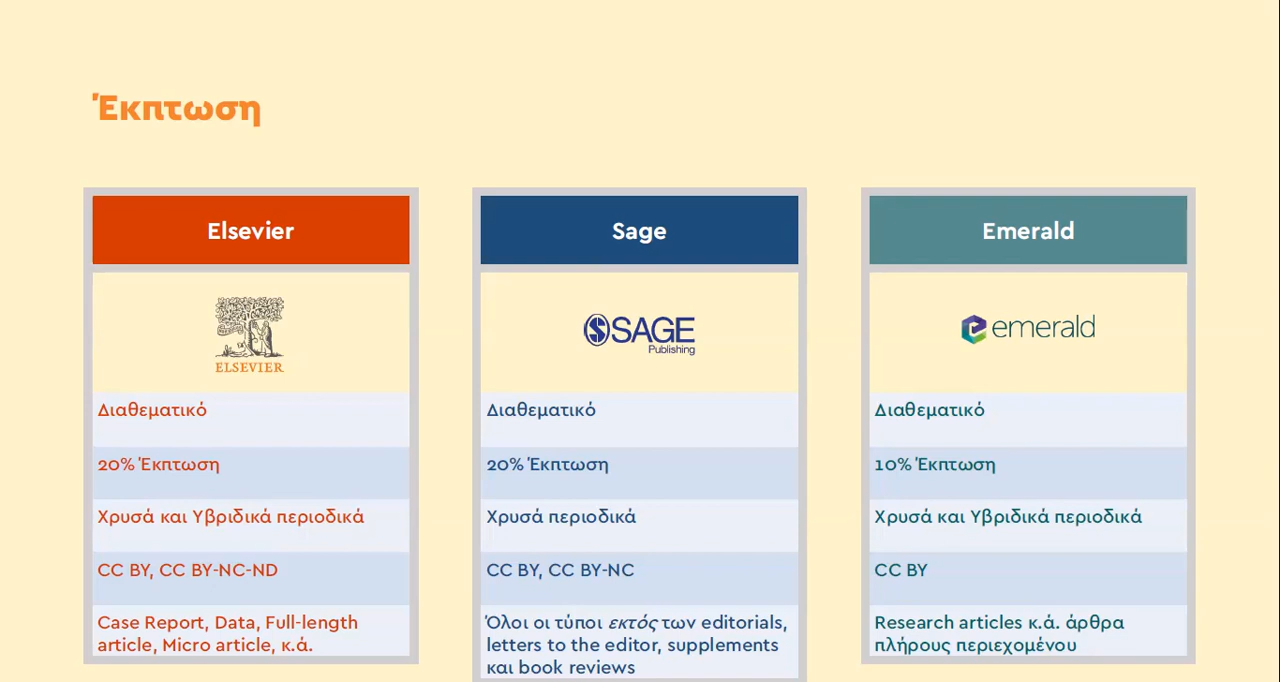 Έκπτωση
Elsevier
ELSEVIER
Διαθεματικό
20% Έκπτωση
Χρυσά και Υβριδικά περιοδικά
CC BY, CC BY-NC-ND
Case Report, Data, Full-length
article, Micro article, κ.ά.
Sage
SAGE
Publishing
Διαθεματικό
20% Έκπτωση
Χρυσά περιοδικά
CC BY, CC BY-NC
Όλοι οι τύποι εκτός των editorials,
letters to the editor, supplements
και book reviews
Emerald
emerald
Διαθεματικό
10% Έκπτωση
Χρυσά και Υβριδικά περιοδικά
CC BY
Research articles κ.ά. άρθρα
πλήρους περιεχομένου